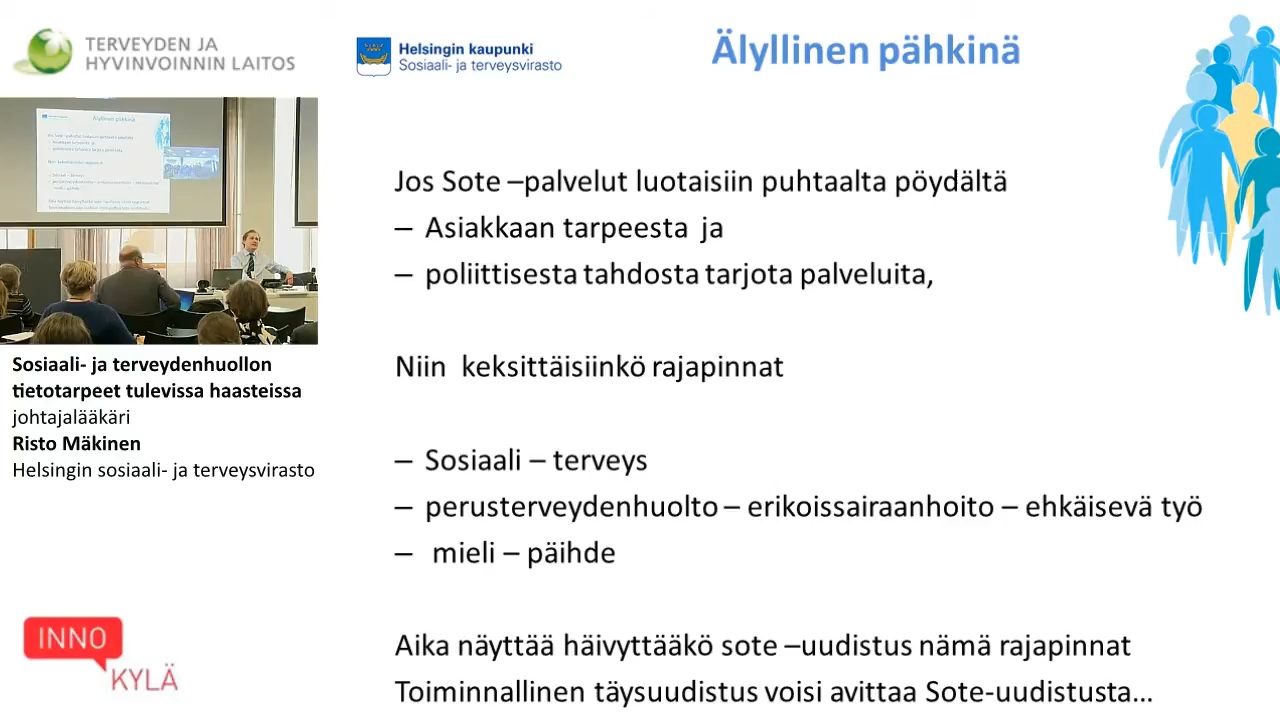 TERVEYDEN JA
HYVINVOINNIN LAITOS
Helsingin kaupunki
Sosiaali- ja terveysvirasto
Älyllinen pähkinä
Jos Sote –palvelut luotaisiin puhtaalta pöydältä
– Asiakkaan tarpeesta ja
– poliittisesta tahdosta tarjota palveluita,
Niin keksittäisiinkö rajapinnat
– Sosiaali – terveys
– perusterveydenhuolto – erikoissairaanhoito – ehkäisevä työ
– mieli – päihde
Aika näyttää häivyttääkö sote –uudistus nämä rajapinnat
Toiminnallinen täysuudistus voisi avittaa Sote-uudistusta...
Sosiaali- ja terveydenhuollon
tietotarpeet tulevissa haasteissa
johtajalääkäri
Risto Mäkinen
Helsingin sosiaali- ja terveysvirasto
INNO
KYLÄ